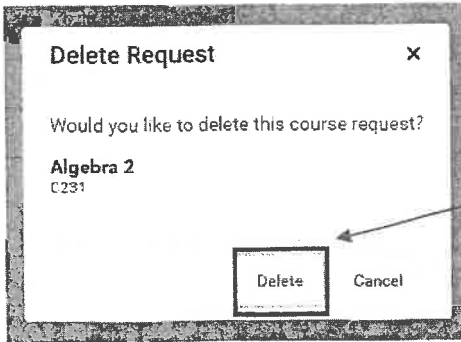 Delete Request ×
Would you like to delete this course request?
Algebra 2
C231
Delete Cancel